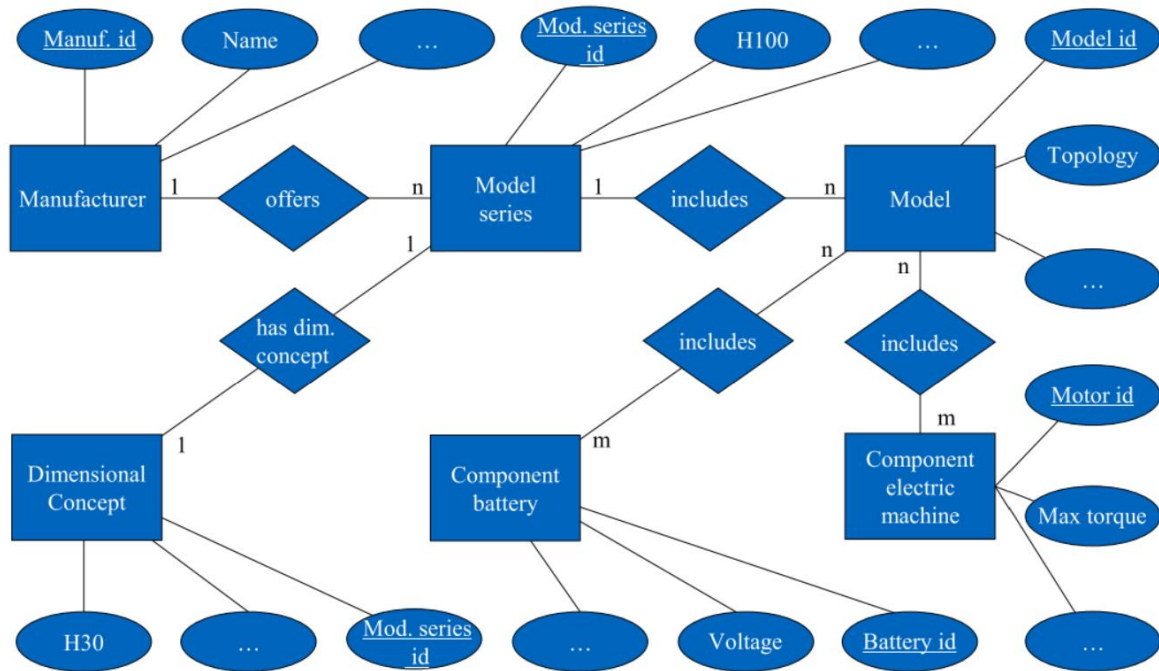 Manuf. id
Name
…
Mod. series
id
H100
…
Model id
Manufacturer
1
offers
n
Model
series
1
includes
n
Model
Topology
…
1
n
n
has dim.
concept
includes
includes
1
m
m
Motor id
Dimensional
Concept
Component
battery
Component
electric
machine
Max torque
H30
…
Mod. series
id
…
Voltage
Battery id
…